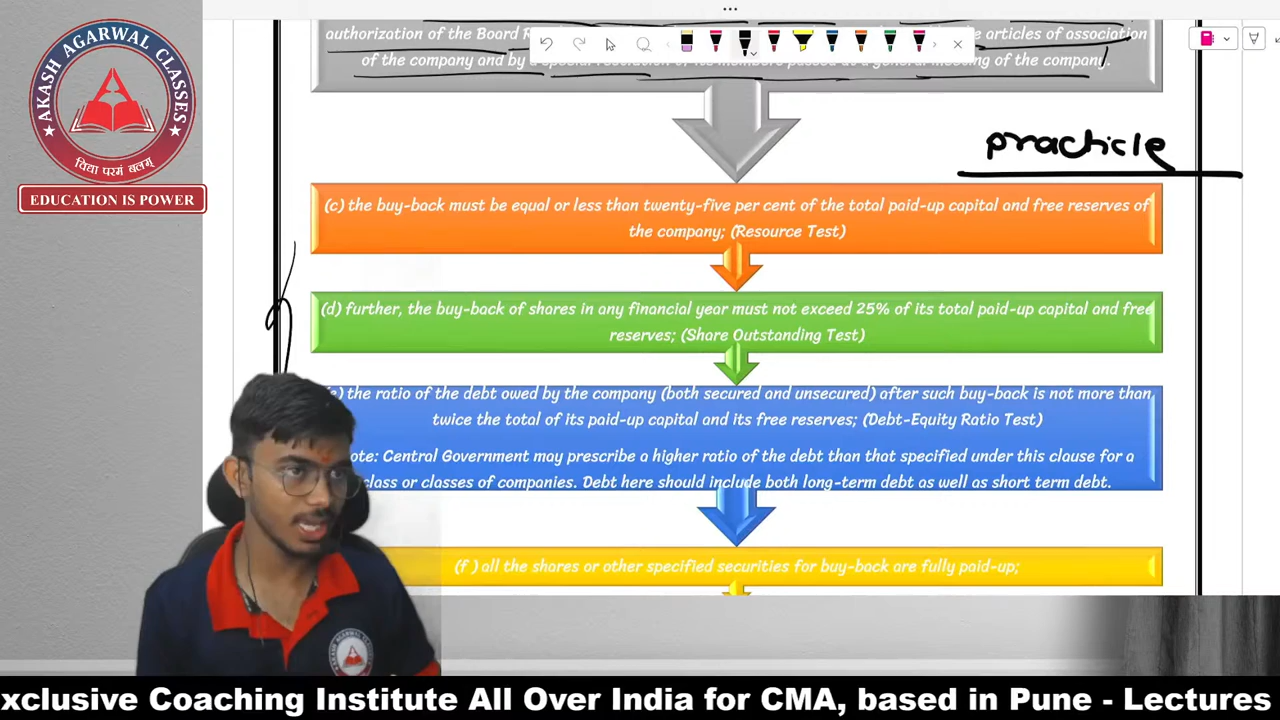 AKASH AGARWAL CLASSES
विद्या परमं बलम्
EDUCATION IS POWER
authorization of the Board articles of association
of the company and by a special resolution of its members passed at a general meeting of the company.
practicle
(c) the buy-back must be equal or less than twenty-five per cent of the total paid-up capital and free reserves of
the company; (Resource Test)
(d) further, the buy-back of shares in any financial year must not exceed 25% of its total paid-up capital and free
reserves; (Share Outstanding Test)
the ratio of the debt owed by the company (both secured and unsecured) after such buy-back is not more than
twice the total of its paid-up capital and its free reserves; (Debt-Equity Ratio Test)
ote: Central Government may prescribe a higher ratio of the debt than that specified under this clause for a
class or classes of companies. Debt here should include both long-term debt as well as short term debt.
(f ) all the shares or other specified securities for buy-back are fully paid-up;
xclusive Coaching Institute All Over India for CMA, based in Pune - Lectures